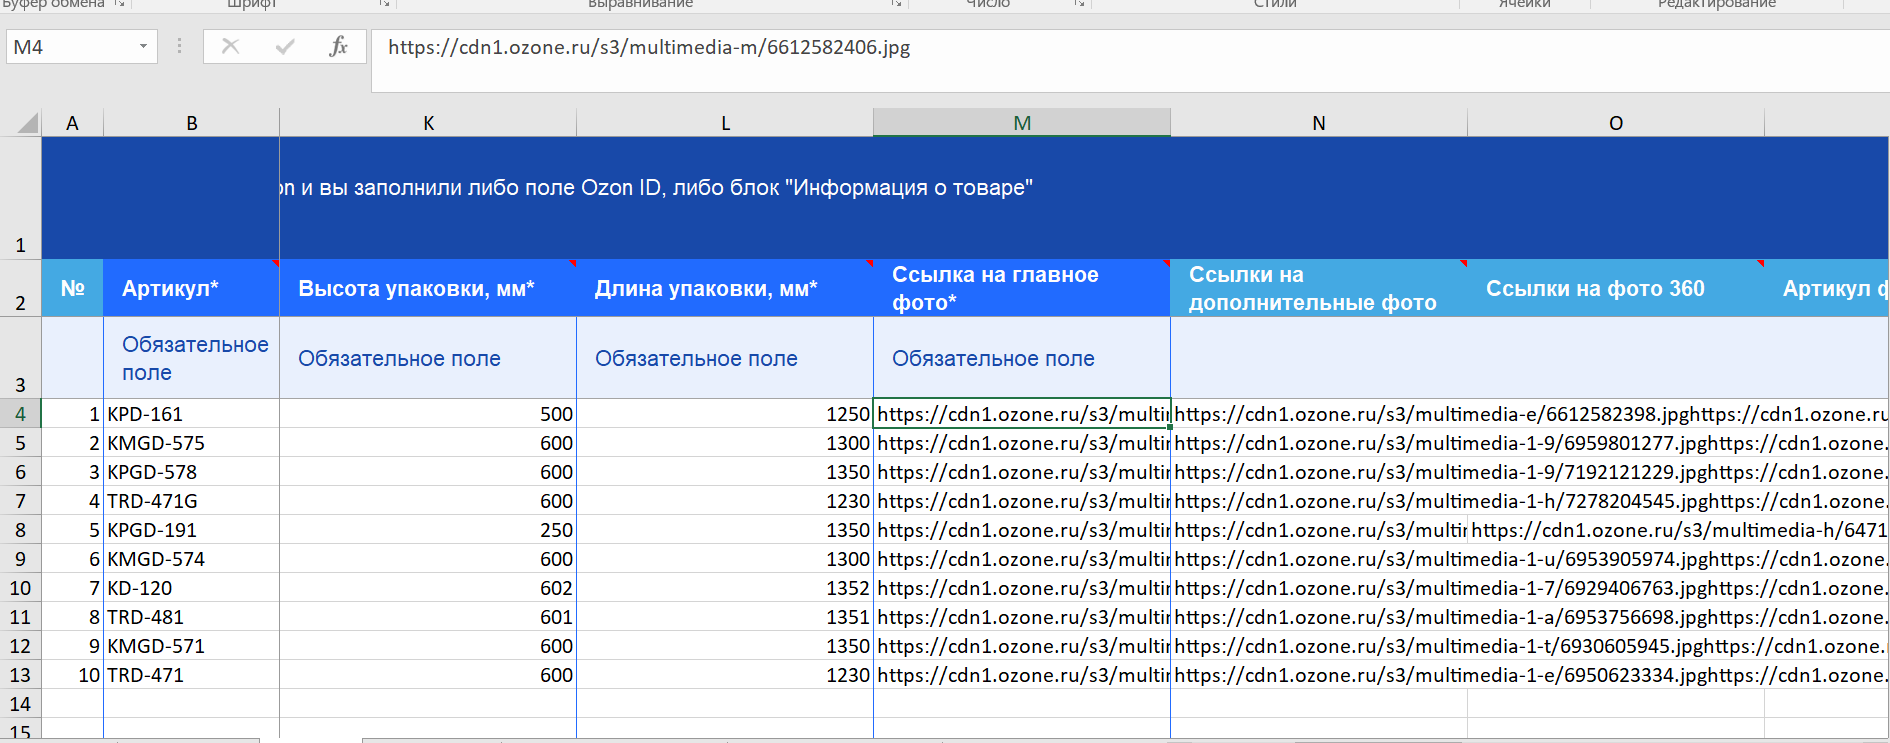 Буфер обмена Шрифт Выравнивание Число Стили Ячейки Редактирование
M4 fx https://cdn1.ozone.ru/s3/multimedia-m/6612582406.jpg
A B K L M N O
1 on и вы заполнили либо поле Ozon ID, либо блок "Информация о товаре"
2 № Артикул* Высота упаковки, мм* Длина упаковки, мм* Ссылка на главное фото* Ссылки на дополнительные фото Ссылки на фото 360 Артикул ф
3 Обязательное поле Обязательное поле Обязательное поле Обязательное поле
4 1 KPD-161 500 1250 https://cdn1.ozone.ru/s3/multi https://cdn1.ozone.ru/s3/multimedia-e/6612582398.jpghttps://cdn1.ozone.ru
5 2 KMGD-575 600 1300 https://cdn1.ozone.ru/s3/multi https://cdn1.ozone.ru/s3/multimedia-1-9/6959801277.jpghttps://cdn1.ozone.
6 3 KPGD-578 600 1350 https://cdn1.ozone.ru/s3/multi https://cdn1.ozone.ru/s3/multimedia-1-9/7192121229.jpghttps://cdn1.ozone.
7 4 TRD-471G 600 1230 https://cdn1.ozone.ru/s3/multi https://cdn1.ozone.ru/s3/multimedia-1-h/7278204545.jpghttps://cdn1.ozone.
8 5 KPGD-191 250 1350 https://cdn1.ozone.ru/s3/multi https://cdn1.ozone.ru/s3/multi https://cdn1.ozone.ru/s3/multimedia-h/6471
9 6 KMGD-574 600 1300 https://cdn1.ozone.ru/s3/multi https://cdn1.ozone.ru/s3/multimedia-1-u/6953905974.jpghttps://cdn1.ozone.
10 7 KD-120 602 1352 https://cdn1.ozone.ru/s3/multi https://cdn1.ozone.ru/s3/multimedia-1-7/6929406763.jpghttps://cdn1.ozone.
11 8 TRD-481 601 1351 https://cdn1.ozone.ru/s3/multi https://cdn1.ozone.ru/s3/multimedia-1-a/6953756698.jpghttps://cdn1.ozone.
12 9 KMGD-571 600 1350 https://cdn1.ozone.ru/s3/multi https://cdn1.ozone.ru/s3/multimedia-1-t/6930605945.jpghttps://cdn1.ozone.
13 10 TRD-471 600 1230 https://cdn1.ozone.ru/s3/multi https://cdn1.ozone.ru/s3/multimedia-1-e/6950623334.jpghttps://cdn1.ozone.
14
15